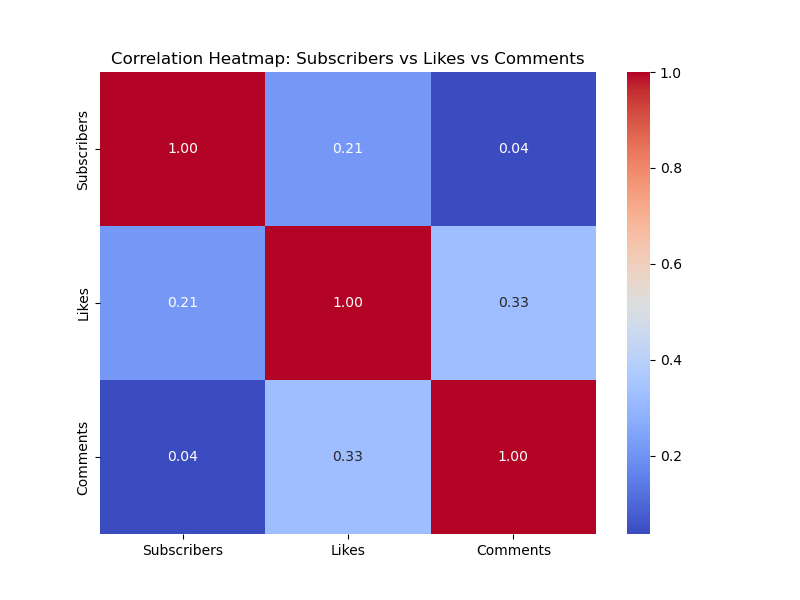 Correlation Heatmap: Subscribers vs Likes vs Comments
Subscribers
1.00
0.21
0.04
Likes
0.21
1.00
0.33
Comments
0.04
0.33
1.00
Subscribers
Likes
Comments
1.0
0.8
0.6
0.4
0.2